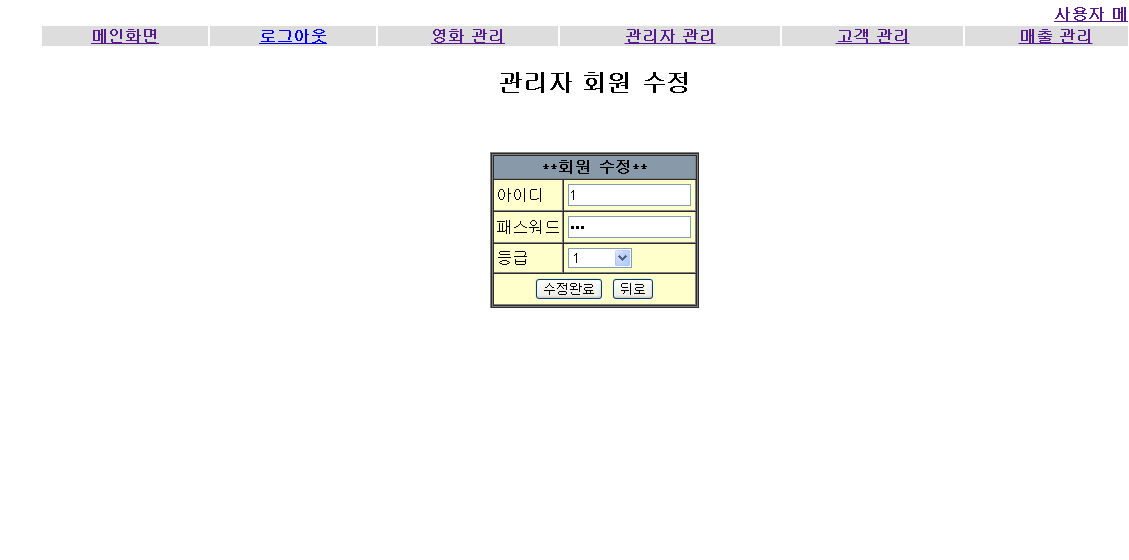 사용자 메
메인화면 로그아웃 영화 관리 관리자 관리 고객 관리 매출 관리
관리자 회원 수정
**회원 수정**
아이디 1
패스워드 •••
등급 1
수정완료 뒤로